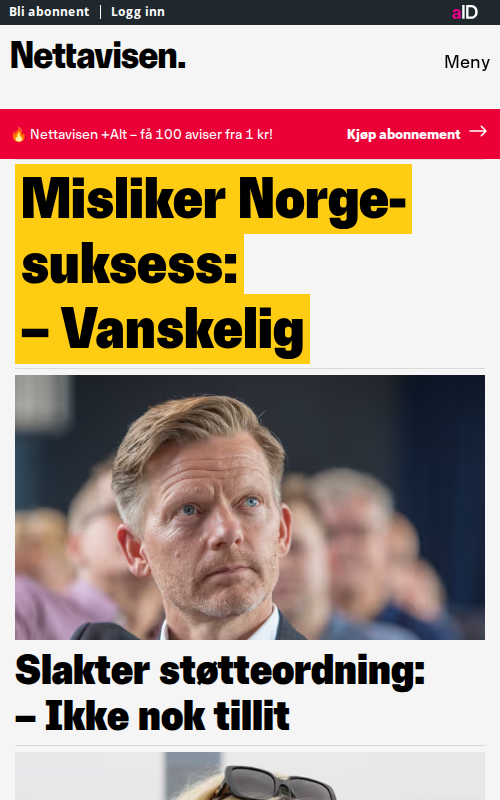 Bli abonnent | Logg inn
aID
Nettavisen.
Meny
🔥 Nettavisen +Alt – få 100 aviser fra 1 kr!
Kjøp abonnement →
Misliker Norge-
suksess:
– Vanskelig
Slakter støtteordning:
– Ikke nok tillit